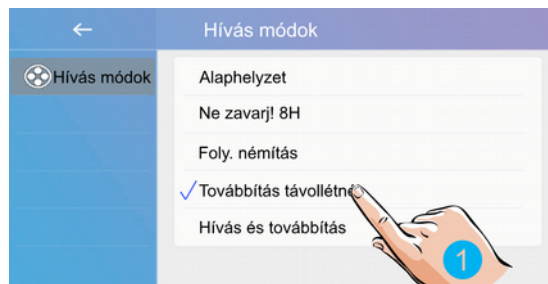 ← Hívás módok
Hívás módok
Alaphelyzet
Ne zavarj! 8H
Foly. némítás
Továbbítás
Hívás és továbbítás
1